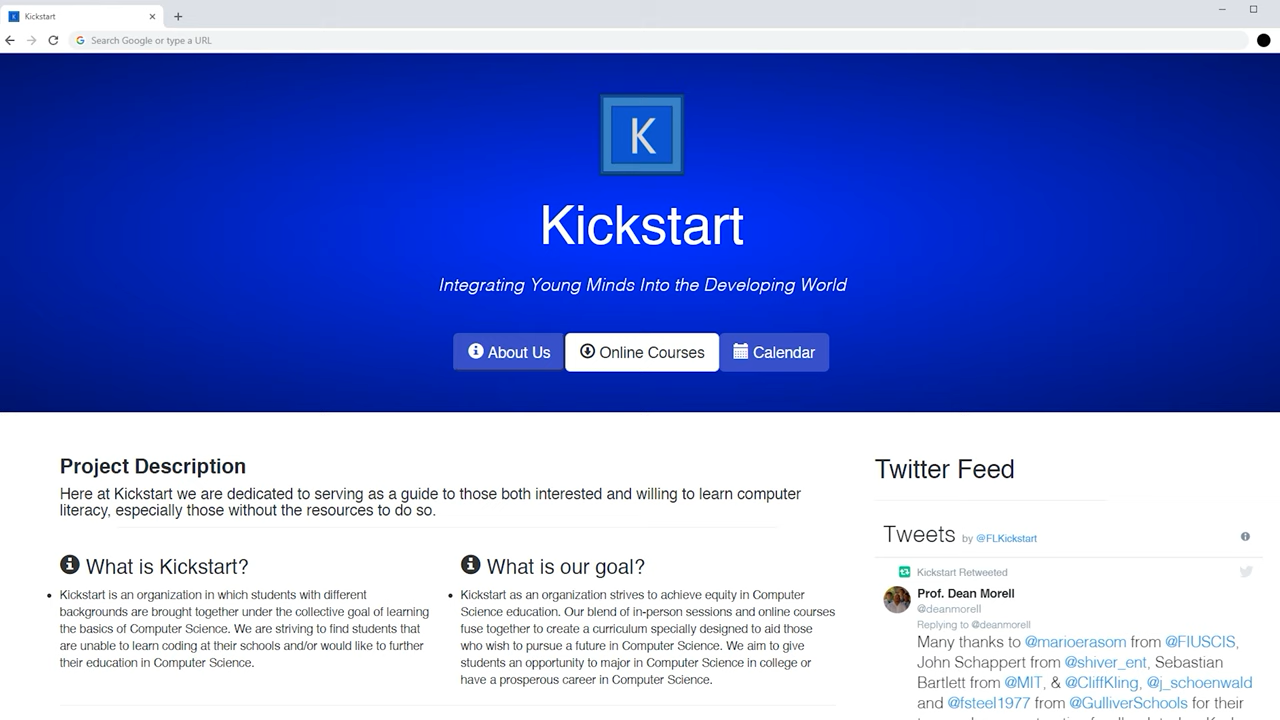 Kickstart
Search Google or type a URL
K
Kickstart
Integrating Young Minds Into the Developing World
About Us
Online Courses
Calendar
Project Description
Here at Kickstart we are dedicated to serving as a guide to those both interested and willing to learn computer
literacy, especially those without the resources to do so.
What is Kickstart?
Kickstart is an organization in which students with different
backgrounds are brought together under the collective goal of learning
the basics of Computer Science. We are striving to find students that
are unable to learn coding at their schools and/or would like to further
their education in Computer Science.
What is our goal?
Kickstart as an organization strives to achieve equity in Computer
Science education. Our blend of in-person sessions and online courses
fuse together to create a curriculum specially designed to aid those
who wish to pursue a future in Computer Science. We aim to give
students an opportunity to major in Computer Science in college or
have a prosperous career in Computer Science.
Twitter Feed
Tweets by @FLKickstart
Kickstart Retweeted
Prof. Dean Morell
@deanmorell
Replying to @deanmorell
Many thanks to @marioerasom from @FIUSCIS,
John Schappert from @shiver_ent, Sebastian
Bartlett from @MIT, & @CliffKling, @j_schoenwald
and @fsteel1977 from @GulliverSchools for their